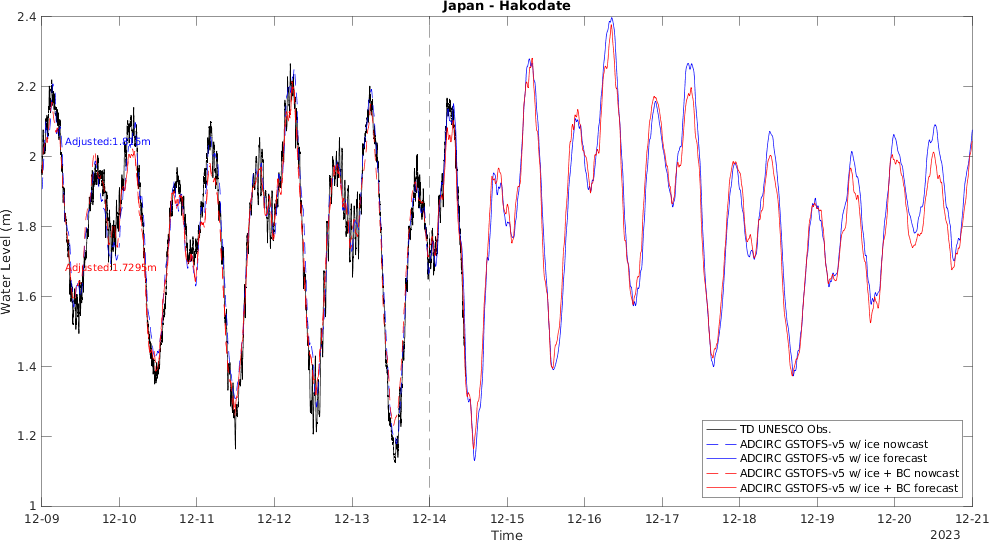 Japan - Hakodate
2.4
2.2
2
1.8
1.6
1.4
1.2
1
Water Level (m)
Adjusted:1.7295m
TD UNESCO Obs.
ADCIRC GSTOFS-v5 w/ ice nowcast
ADCIRC GSTOFS-v5 w/ ice forecast
ADCIRC GSTOFS-v5 w/ ice + BC nowcast
ADCIRC GSTOFS-v5 w/ ice + BC forecast
12-09 12-10 12-11 12-12 12-13 12-14 12-15 12-16 12-17 12-18 12-19 12-20 12-21
Time
2023